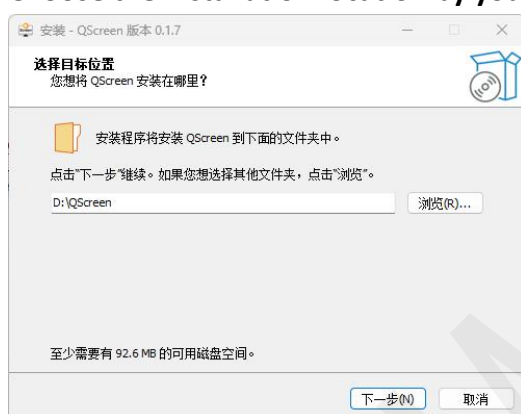 安装 - QScreen 版本 0.1.7
选择目标位置
您想将 QScreen 安装在哪里？
安装程序将安装 QScreen 到下面的文件夹中。
点击"下一步"继续。如果您想选择其他文件夹，点击"浏览"。
D:\QScreen
浏览(R)...
至少需要有 92.6 MB 的可用磁盘空间。
下一步(N)
取消